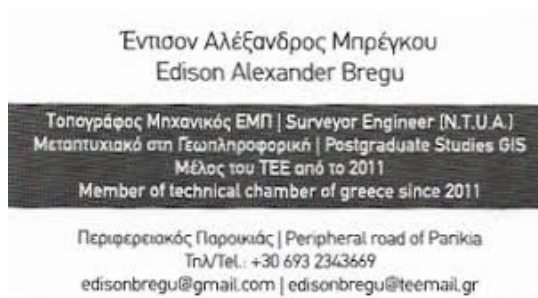 Έντισον Αλέξανδρος Μπρέγκου
Edison Alexander Bregu
Τοπογράφος Μηχανικός ΕΜΠ | Surveyor Engineer (N.T.U.A.)
Μεταπτυχιακό στη Γεωπληροφορική | Postgraduate Studies GIS
Μέλος του ΤΕΕ από το 2011
Member of technical chamber of greece since 2011
Περιφερειακός Παροικιάς | Peripheral road of Parikia
Τηλ/Tel.: +30 693 2343669
edisonbregu@gmail.com | edisonbregu@teemail.gr